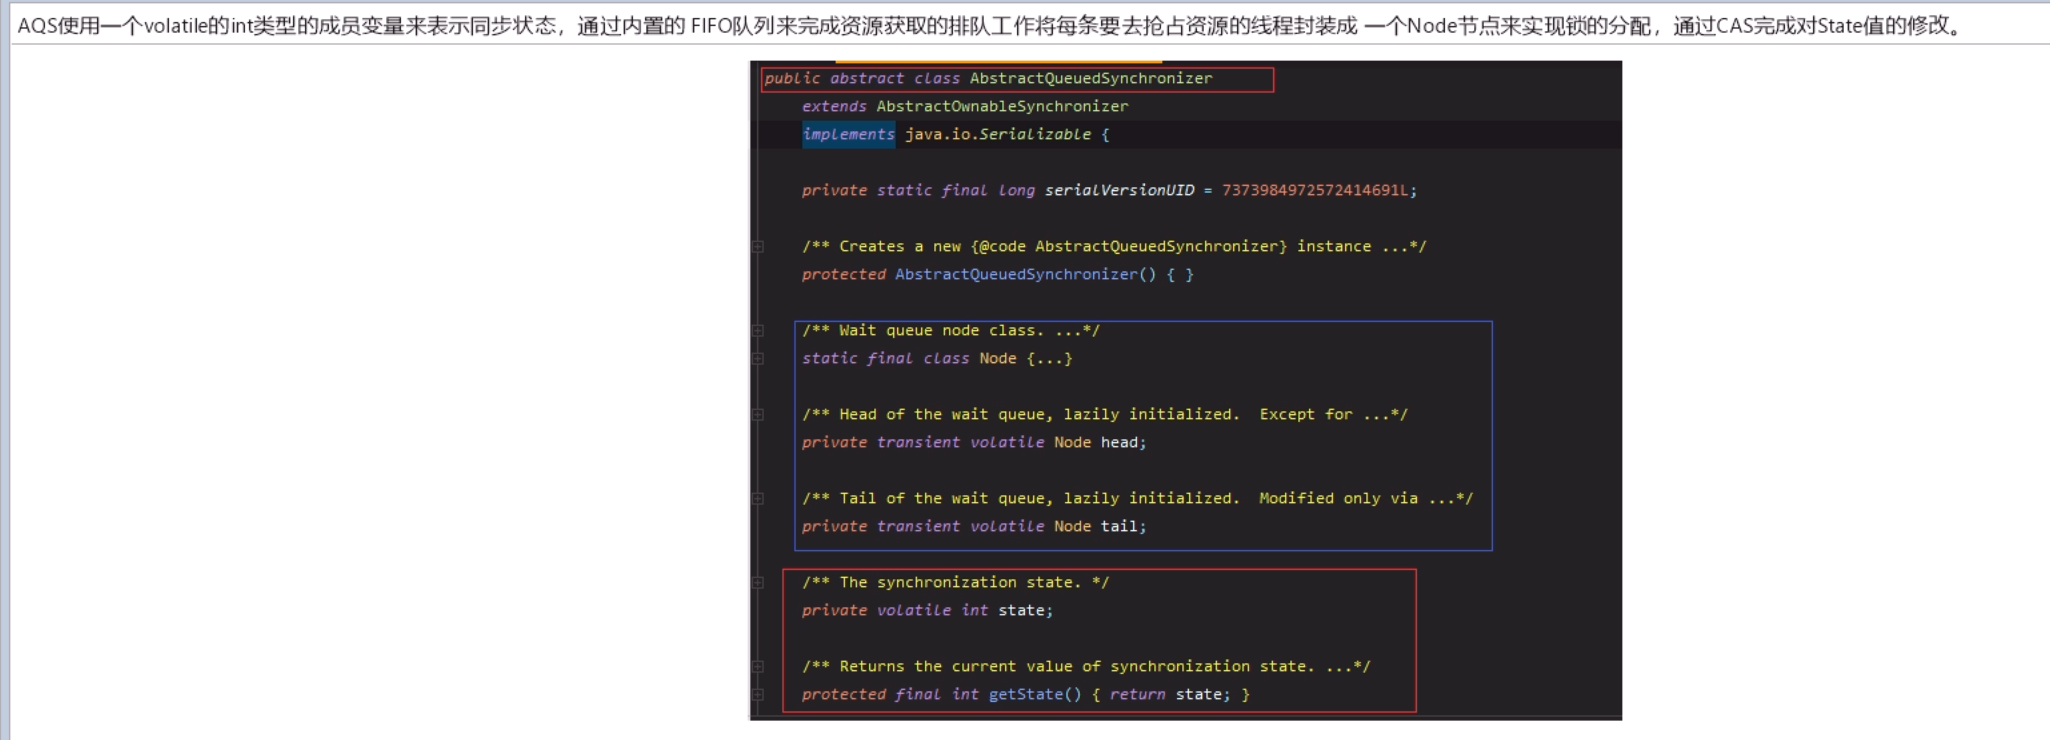 AQS使用一个volatile的int类型的成员变量来表示同步状态，通过内置的 FIFO队列来完成资源获取的排队工作将每条要去抢占资源的线程封装成 一个Node节点来实现锁的分配，通过CAS完成对State值的修改。
public abstract class AbstractQueuedSynchronizer
extends AbstractOwnableSynchronizer
implements java.io.Serializable {
private static final long serialVersionUID = 7373984972572414691L;
/** Creates a new {@code AbstractQueuedSynchronizer} instance ...*/
protected AbstractQueuedSynchronizer() { }
/** Wait queue node class. ...*/
static final class Node {...}
/** Head of the wait queue, lazily initialized.  Except for ...*/
private transient volatile Node head;
/** Tail of the wait queue, lazily initialized.  Modified only via ...*/
private transient volatile Node tail;
/** The synchronization state. */
private volatile int state;
/** Returns the current value of synchronization state. ...*/
protected final int getState() { return state; }